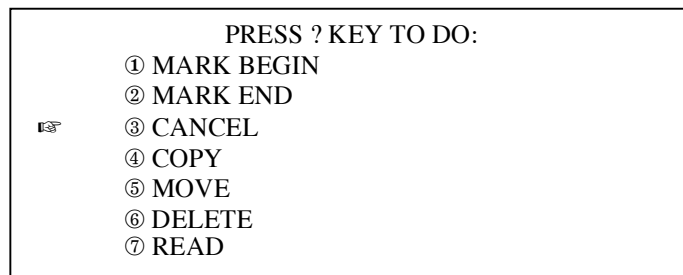 PRESS ? KEY TO DO:
① MARK BEGIN
② MARK END
☞ ③ CANCEL
④ COPY
⑤ MOVE
⑥ DELETE
⑦ READ